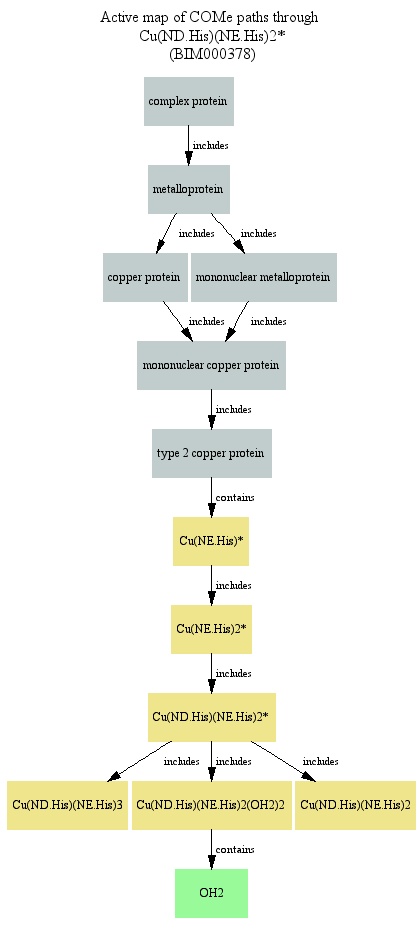 Active map of COMe paths through
Cu(ND.His)(NE.His)2*
(BIM000378)
complex protein
includes
metalloprotein
includes includes
copper protein mononuclear metalloprotein
includes includes
mononuclear copper protein
includes
type 2 copper protein
contains
Cu(NE.His)*
includes
Cu(NE.His)2*
includes
Cu(ND.His)(NE.His)2*
includes includes includes
Cu(ND.His)(NE.His)3 Cu(ND.His)(NE.His)2(OH2)2 Cu(ND.His)(NE.His)2
contains
OH2